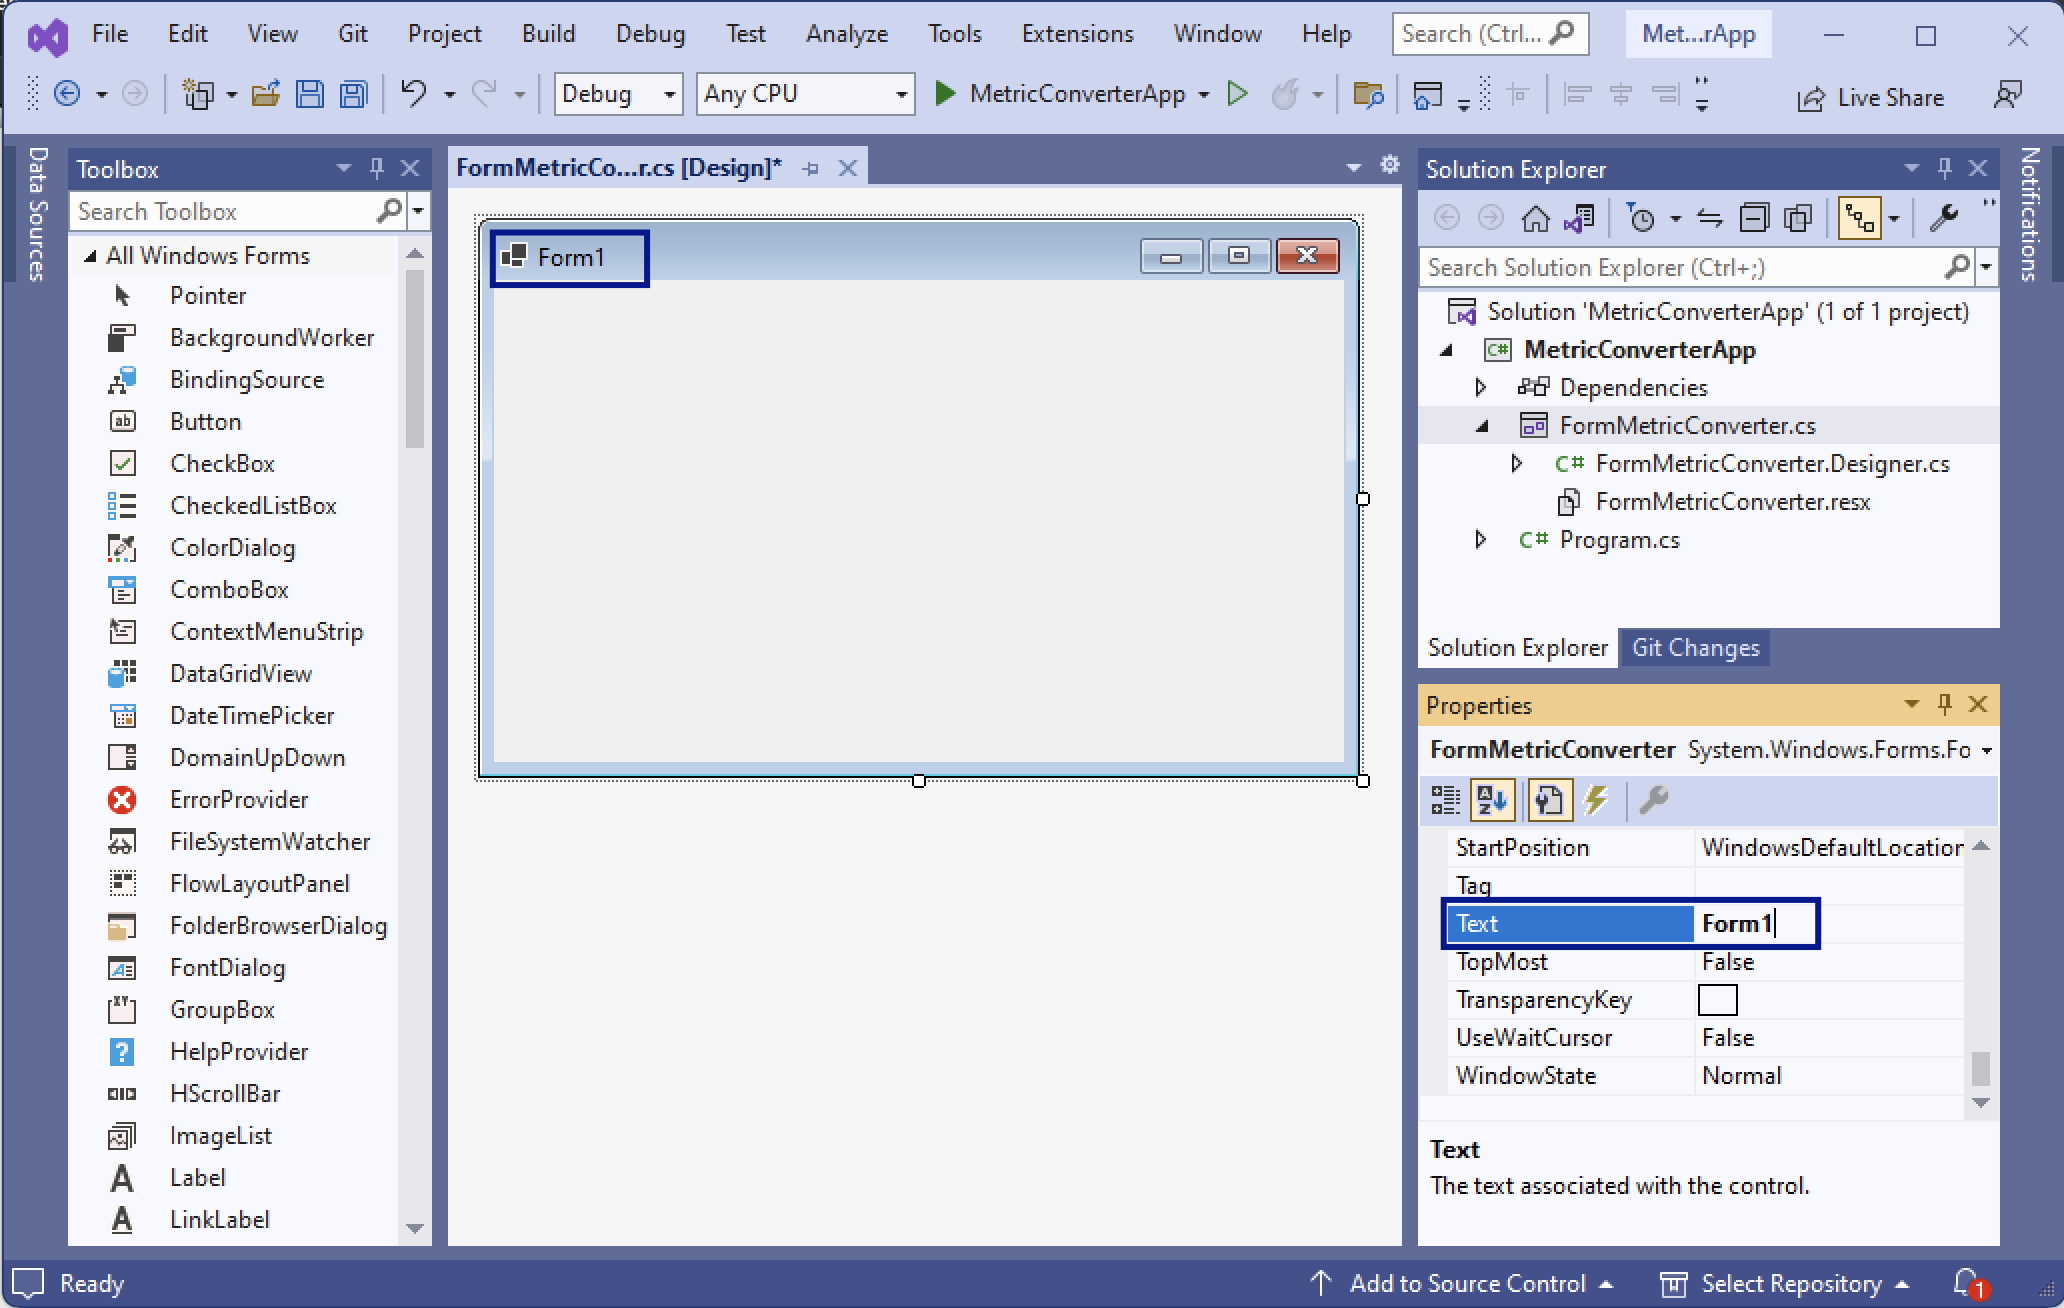 File Edit View Git Project Build Debug Test Analyze Tools Extensions Window Help Search (Ctrl... Met...rApp
Debug Any CPU MetricConverterApp Live Share
Data Sources
Toolbox
Search Toolbox
All Windows Forms
Pointer
BackgroundWorker
BindingSource
Button
CheckBox
CheckedListBox
ColorDialog
ComboBox
ContextMenuStrip
DataGridView
DateTimePicker
DomainUpDown
ErrorProvider
FileSystemWatcher
FlowLayoutPanel
FolderBrowserDialog
FontDialog
GroupBox
HelpProvider
HScrollBar
ImageList
Label
LinkLabel
FormMetricCo...r.cs [Design]*
Form1
Solution Explorer
Search Solution Explorer (Ctrl+;)
Solution 'MetricConverterApp' (1 of 1 project)
MetricConverterApp
Dependencies
FormMetricConverter.cs
C# FormMetricConverter.Designer.cs
FormMetricConverter.resx
C# Program.cs
Solution Explorer Git Changes
Properties
FormMetricConverter System.Windows.Forms.Fo
StartPosition WindowsDefaultLocation
Tag
Text Form1
TopMost False
TransparencyKey
UseWaitCursor False
WindowState Normal
Text
The text associated with the control.
Notifications
Ready Add to Source Control Select Repository 1